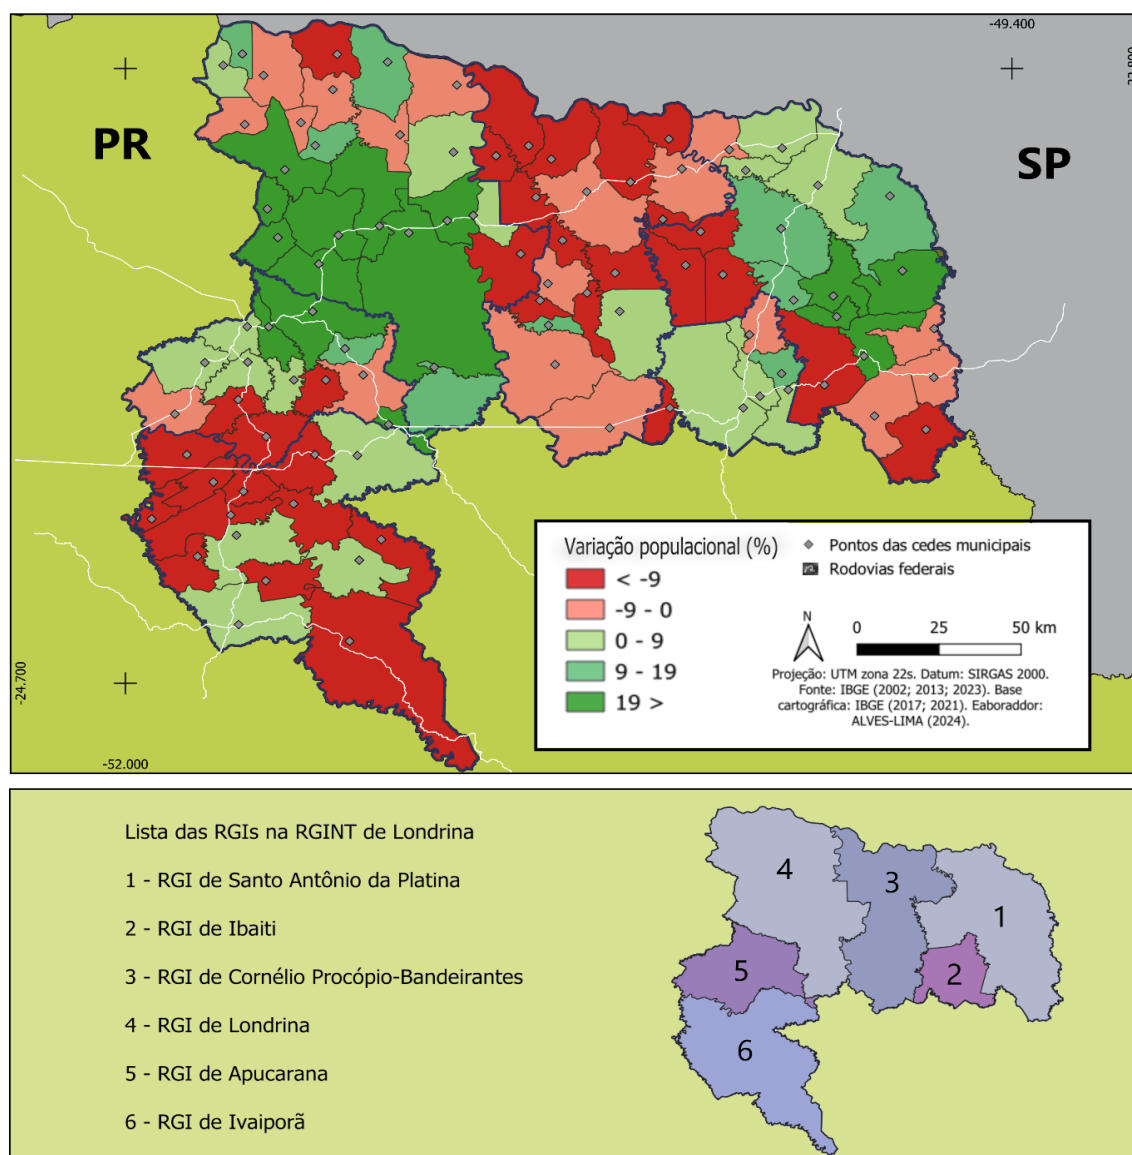 -49.400
-22.800
PR
SP
Variação populacional (%)
< -9
-9 - 0
0 - 9
9 - 19
19 >
Pontos das cedes municipais
Rodovias federais
N
0 25 50 km
Projeção: UTM zona 22s. Datum: SIRGAS 2000.
Fonte: IBGE (2002; 2013; 2023). Base
cartográfica: IBGE (2017; 2021). Eaboraddor:
ALVES-LIMA (2024).
-24.700
-52.000
Lista das RGIs na RGINT de Londrina
1 - RGI de Santo Antônio da Platina
2 - RGI de Ibaiti
3 - RGI de Cornélio Procópio-Bandeirantes
4 - RGI de Londrina
5 - RGI de Apucarana
6 - RGI de Ivaiporã
4
3
1
5
2
6